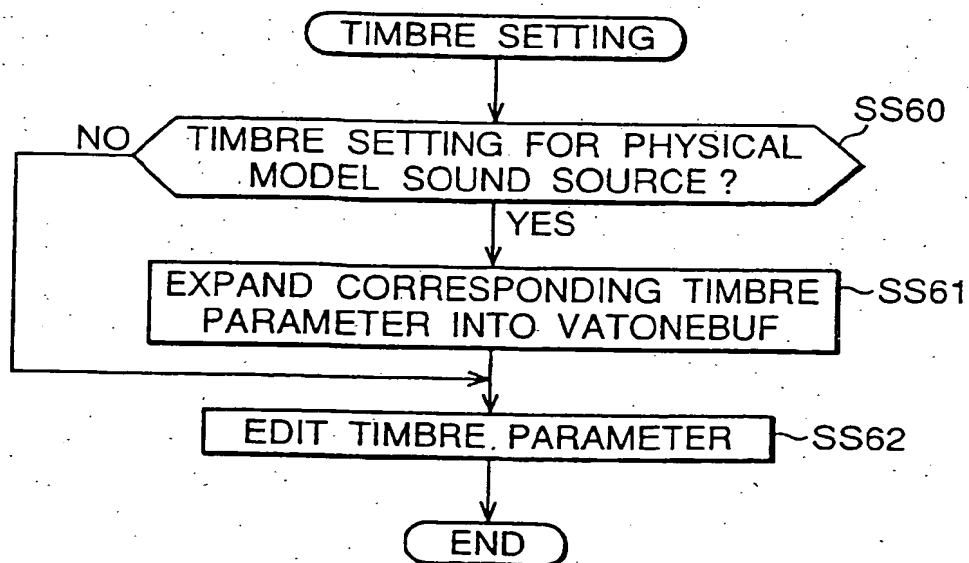 TIMBRE SETTING
SS60
NO
TIMBRE SETTING FOR PHYSICAL
MODEL SOUND SOURCE ?
YES
EXPAND CORRESPONDING TIMBRE
PARAMETER INTO VATONEBUF
SS61
EDIT TIMBRE PARAMETER
SS62
END